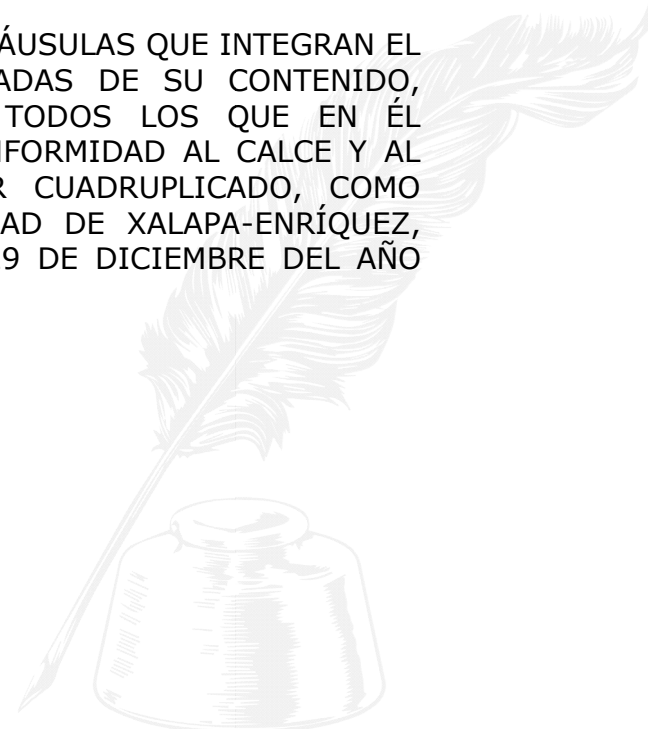 ÁUSULAS QUE INTEGRAN EL
ADAS DE SU CONTENIDO,
TODOS LOS QUE EN ÉL
NFORMIDAD AL CALCE Y AL
R CUADRUPLICADO, COMO
AD DE XALAPA-ENRÍQUEZ,
9 DE DICIEMBRE DEL AÑO